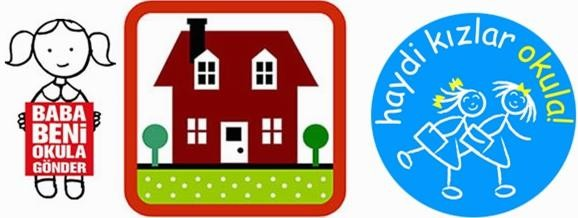 BABA
BENİ
OKULA
GÖNDER
haydi kızlar okula!